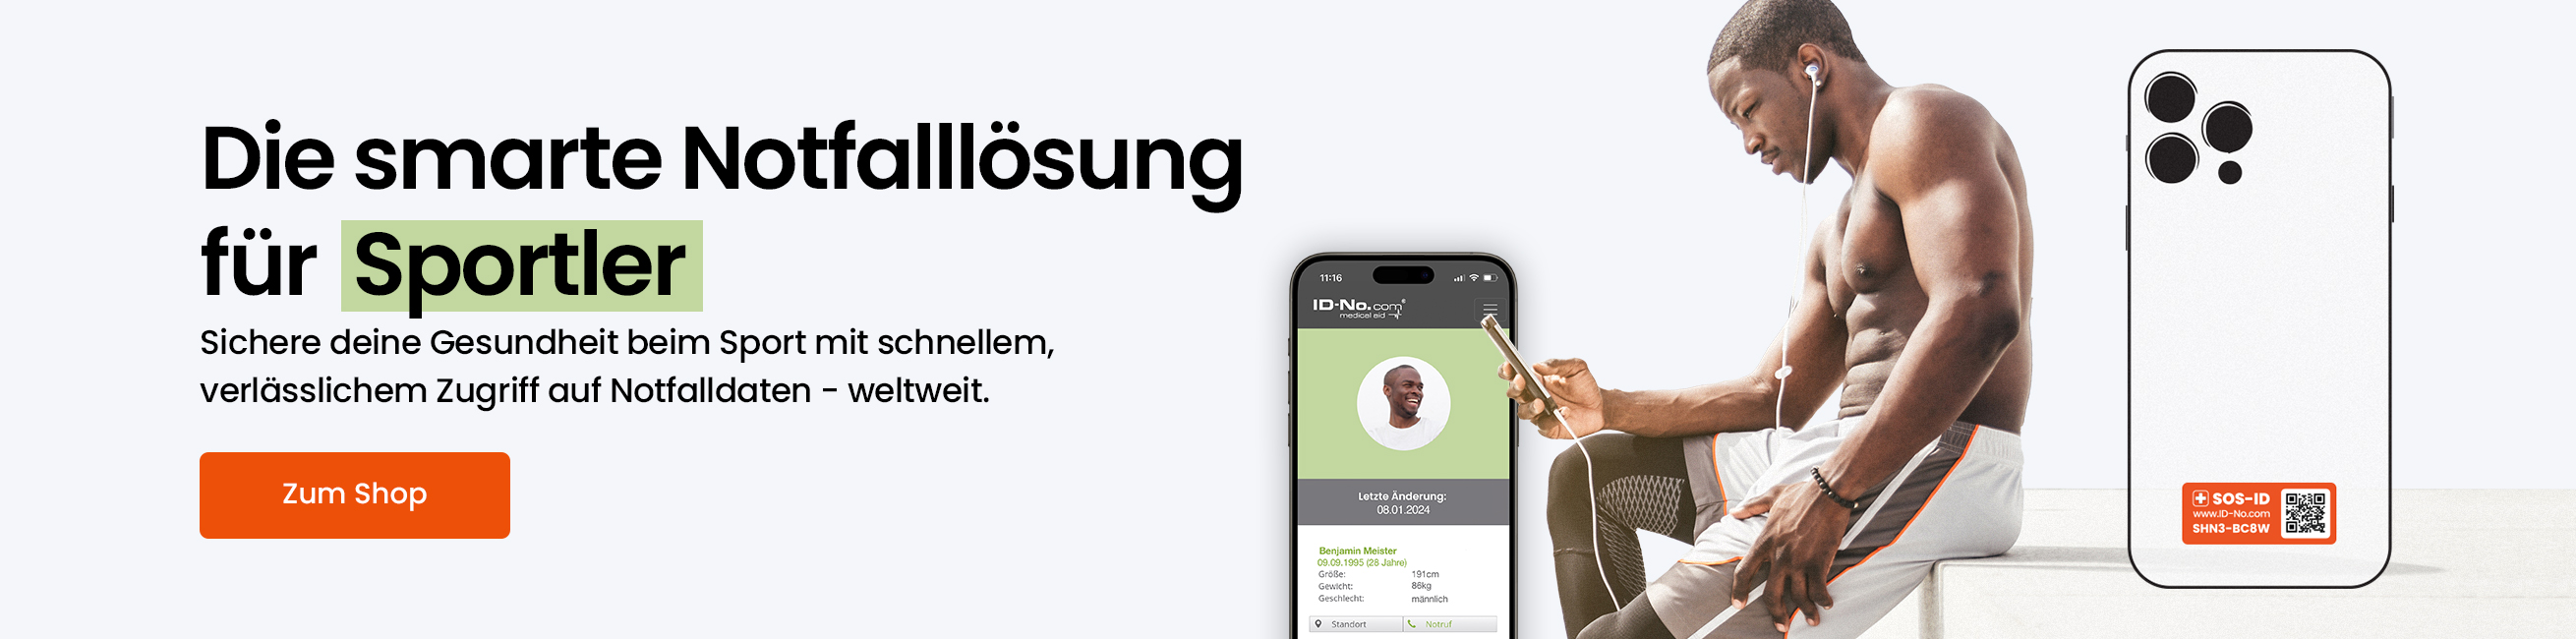 Die smarte Notfalllösung
für Sportler
Sichere deine Gesundheit beim Sport mit schnellem,
verlässlichem Zugriff auf Notfalldaten - weltweit.
Zum Shop
11:16
ID-No.com®
medical aid
Letzte Änderung:
08.01.2024
Benjamin Meister
09.09.1995 (28 Jahre)
Größe: 191cm
Gewicht: 86kg
Geschlecht: männlich
Standort Notruf
SOS-ID
www.ID-No.com
SHN3-BC8W